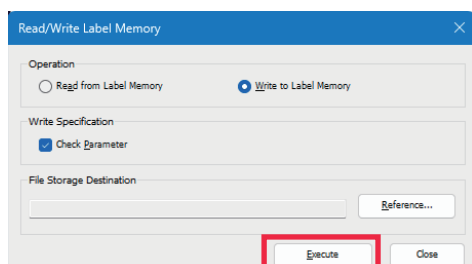 Read/Write Label Memory
Operation
Read from Label Memory
Write to Label Memory
Write Specification
Check Parameter
File Storage Destination
Reference...
Execute
Close